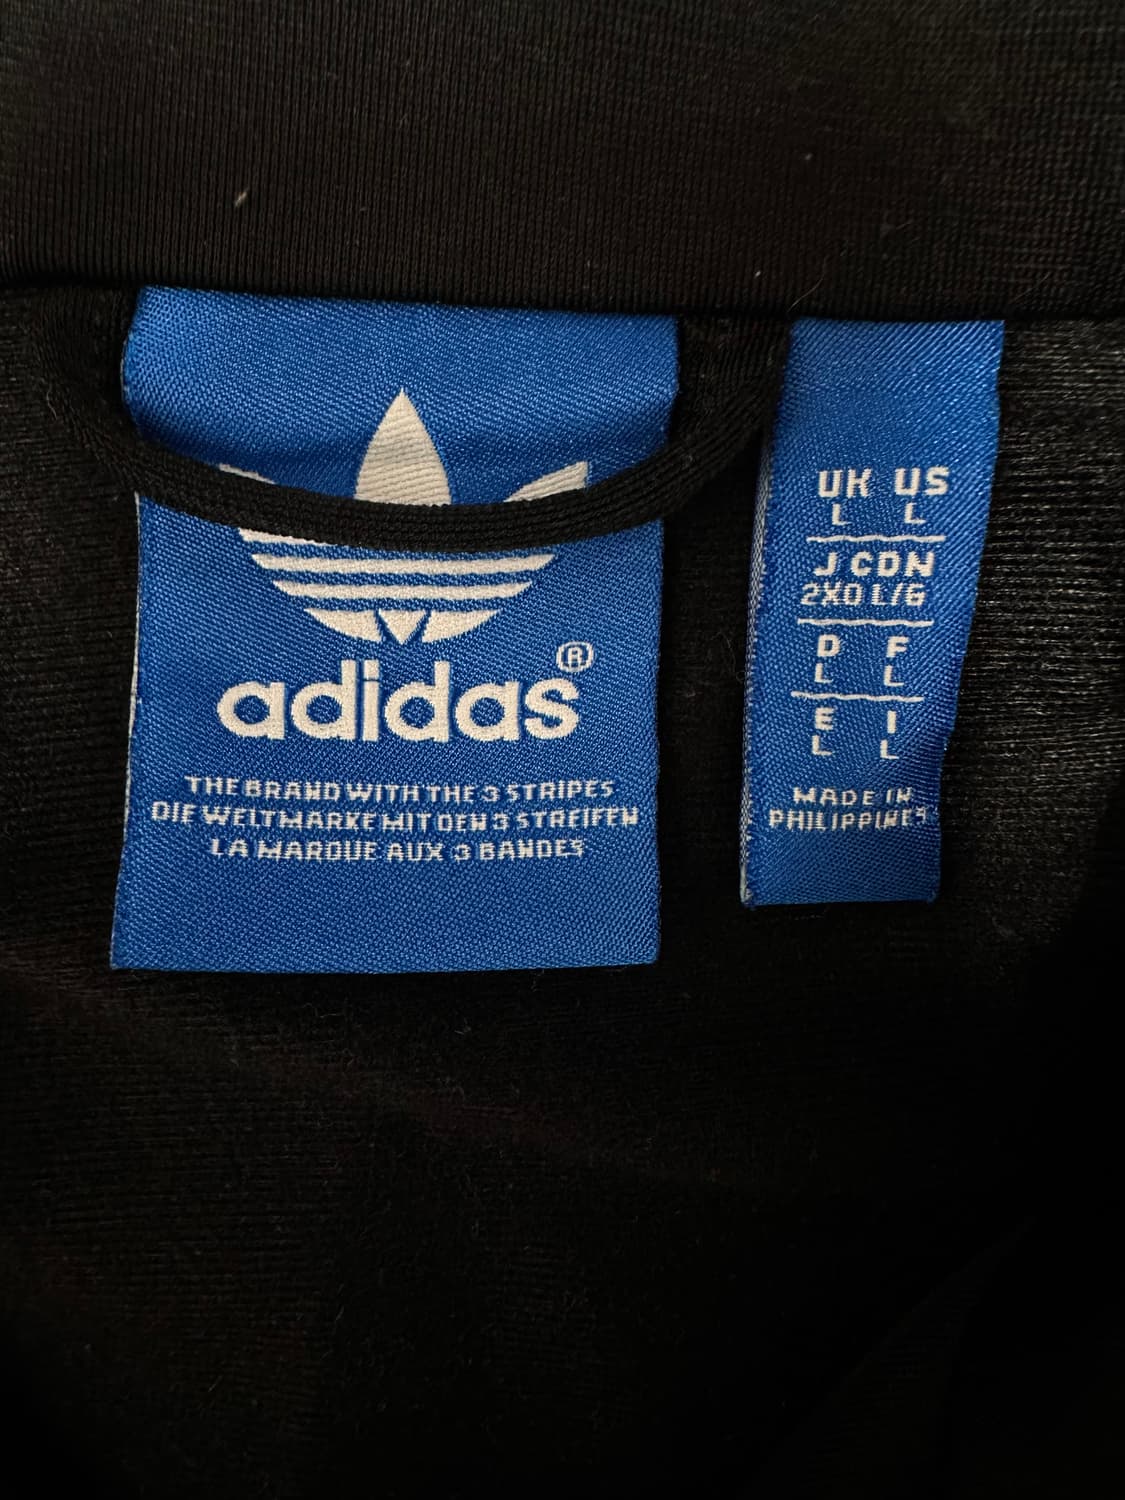 adidas®
THE BRAND WITH THE 3 STRIPES
DIE WELTMARKE MIT DEN 3 STREIFEN
LA MARQUE AUX 3 BANDES
UK US
L L
J CDN
2XO L/G
D F
L L
E I
L L
MADE IN
PHILIPPINES